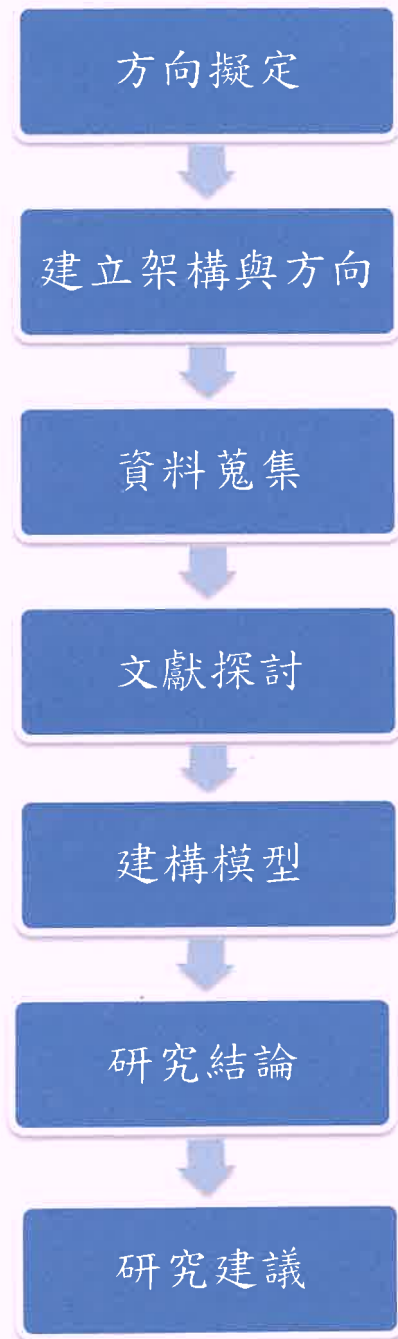 方向擬定
建立架構與方向
資料蒐集
文獻探討
建構模型
研究結論
研究建議